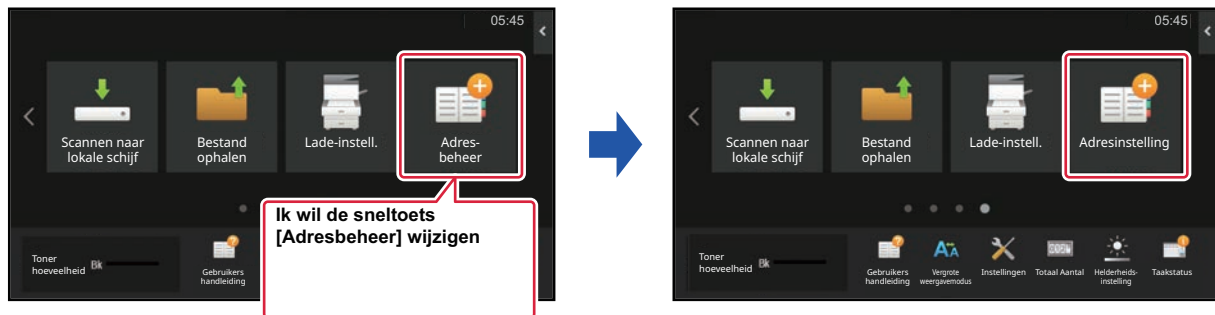 05:45
Scannen naar
lokale schijf
Bestand
ophalen
Lade-instell.
Adres-
beheer
Ik wil de sneltoets
[Adresbeheer] wijzigen
Toner
hoeveelheid
Bk
Gebruikers
handleiding
05:45
Scannen naar
lokale schijf
Bestand
ophalen
Lade-instell.
Adresinstelling
Toner
hoeveelheid
Bk
Gebruikers
handleiding
Vergrote
weergavemodus
Instellingen
Totaal Aantal
Helderheids-
instelling
Taakstatus